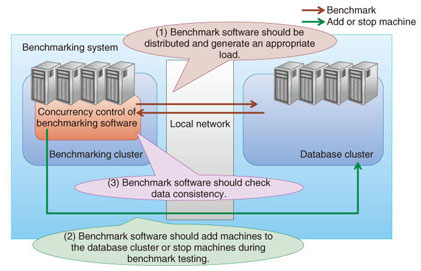 Benchmark
Add or stop machine
(1) Benchmark software should be
distributed and generate an appropriate
load.
Benchmarking system
Concurrency control of
benchmarking software
Local network
Benchmarking cluster
Database cluster
(3) Benchmark software should check
data consistency.
(2) Benchmark software should add machines to
the database cluster or stop machines during
benchmark testing.